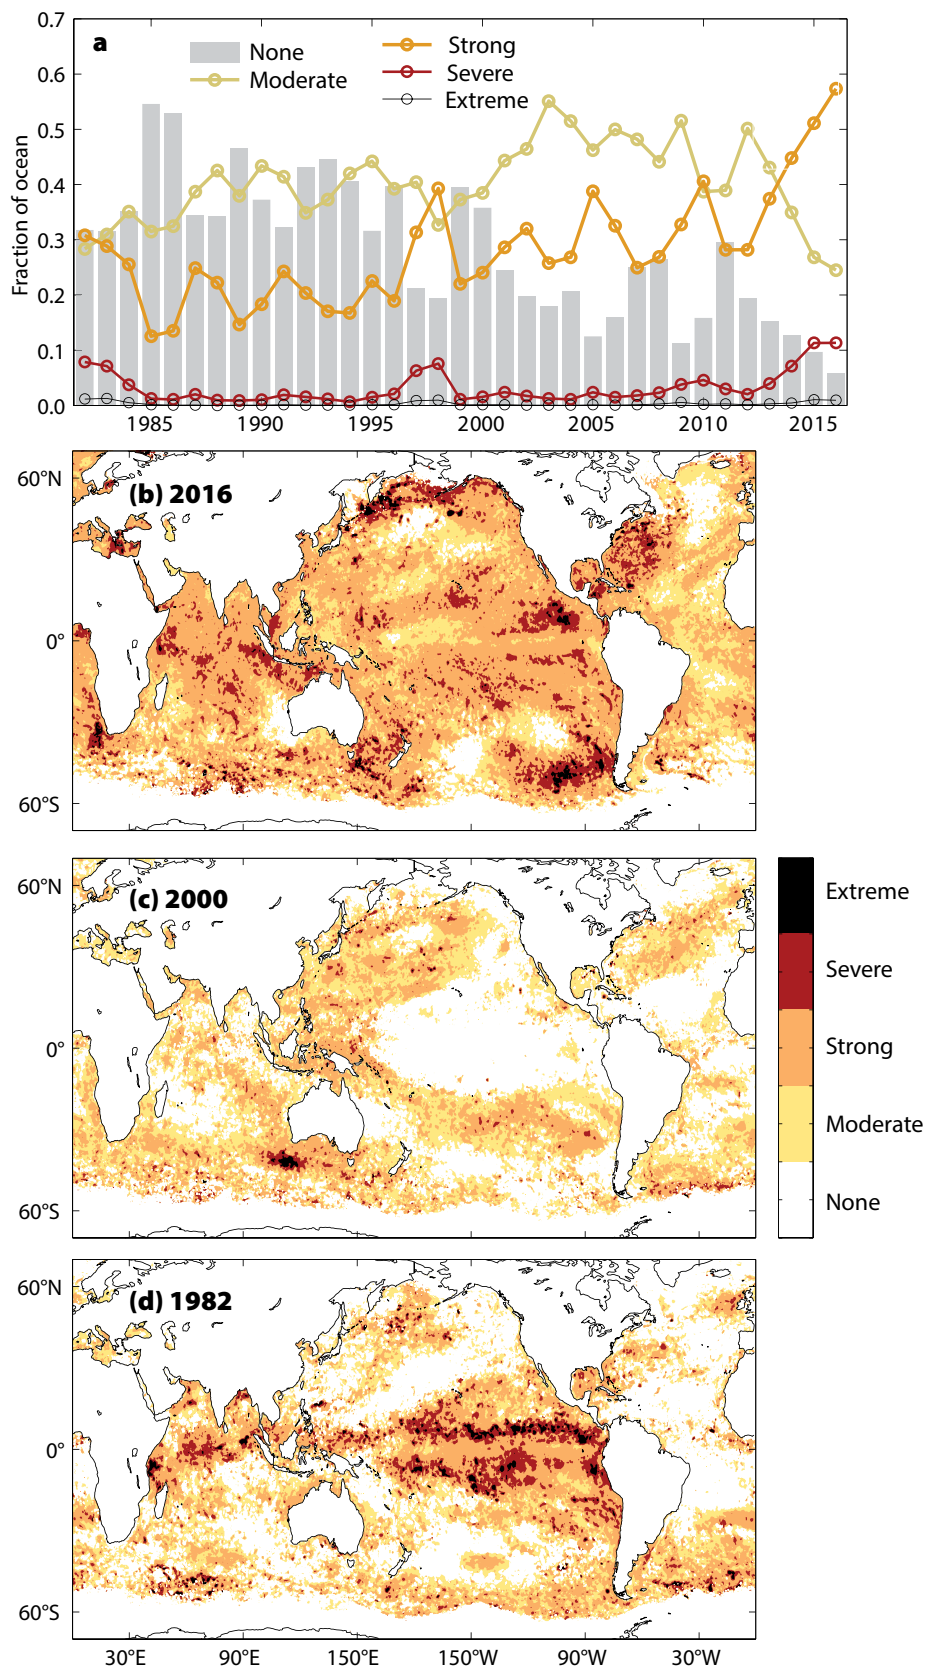 0.7
a
None
Moderate
Strong
Severe
Extreme
0.6
0.5
0.4
0.3
0.2
0.1
0.0
Fraction of ocean
1985 1990 1995 2000 2005 2010 2015
(b) 2016
60°N
0°
60°S
(c) 2000
60°N
0°
60°S
Extreme
Severe
Strong
Moderate
None
(d) 1982
60°N
0°
60°S
30°E 90°E 150°E 150°W 90°W 30°W